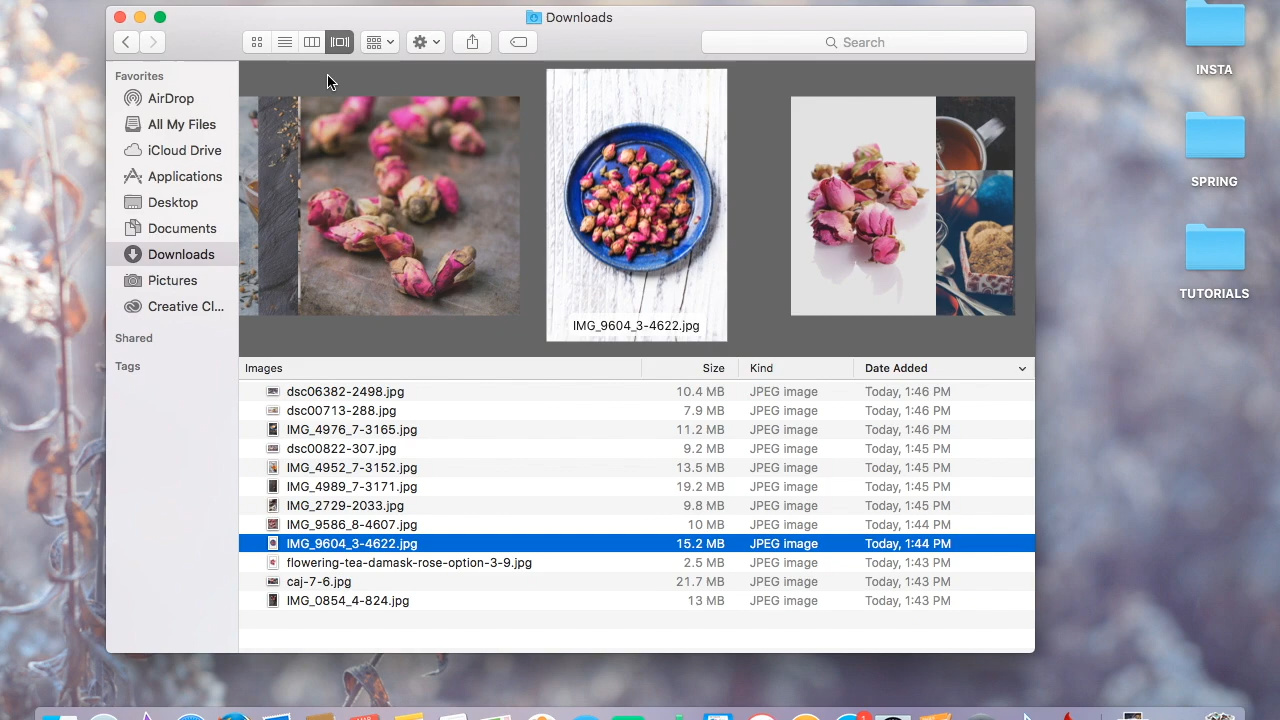 Downloads
Search
INSTA
SPRING
TUTORIALS
Favorites
AirDrop
All My Files
iCloud Drive
Applications
Desktop
Documents
Downloads
Pictures
Creative Cl...
Shared
Tags
IMG_9604_3-4622.jpg
Images Size Kind Date Added
dsc06382-2498.jpg 10.4 MB JPEG image Today, 1:46 PM
dsc00713-288.jpg 7.9 MB JPEG image Today, 1:46 PM
IMG_4976_7-3165.jpg 11.2 MB JPEG image Today, 1:46 PM
dsc00822-307.jpg 9.2 MB JPEG image Today, 1:45 PM
IMG_4952_7-3152.jpg 13.5 MB JPEG image Today, 1:45 PM
IMG_4989_7-3171.jpg 19.2 MB JPEG image Today, 1:45 PM
IMG_2729-2033.jpg 9.8 MB JPEG image Today, 1:45 PM
IMG_9586_8-4607.jpg 10 MB JPEG image Today, 1:44 PM
IMG_9604_3-4622.jpg 15.2 MB JPEG image Today, 1:44 PM
flowering-tea-damask-rose-option-3-9.jpg 2.5 MB JPEG image Today, 1:43 PM
caj-7-6.jpg 21.7 MB JPEG image Today, 1:43 PM
IMG_0854_4-824.jpg 13 MB JPEG image Today, 1:43 PM